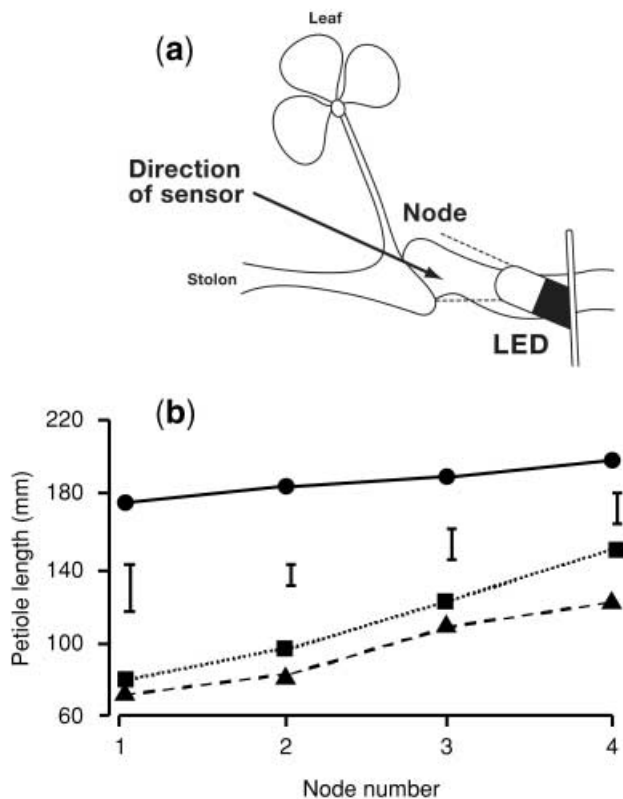 Leaf
(a)
Direction
of sensor
Node
Stolon
LED
(b)
220
180
140
100
60
Petiole length (mm)
1 2 3 4
Node number